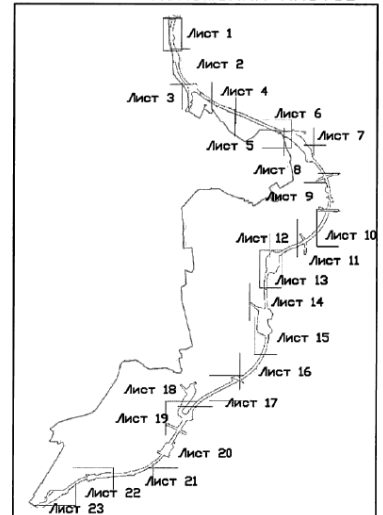 Лист 1
Лист 2
Лист 3
Лист 4
Лист 5
Лист 6
Лист 7
Лист 8
Лист 9
Лист 10
Лист 11
Лист 12
Лист 13
Лист 14
Лист 15
Лист 16
Лист 17
Лист 18
Лист 19
Лист 20
Лист 21
Лист 22
Лист 23